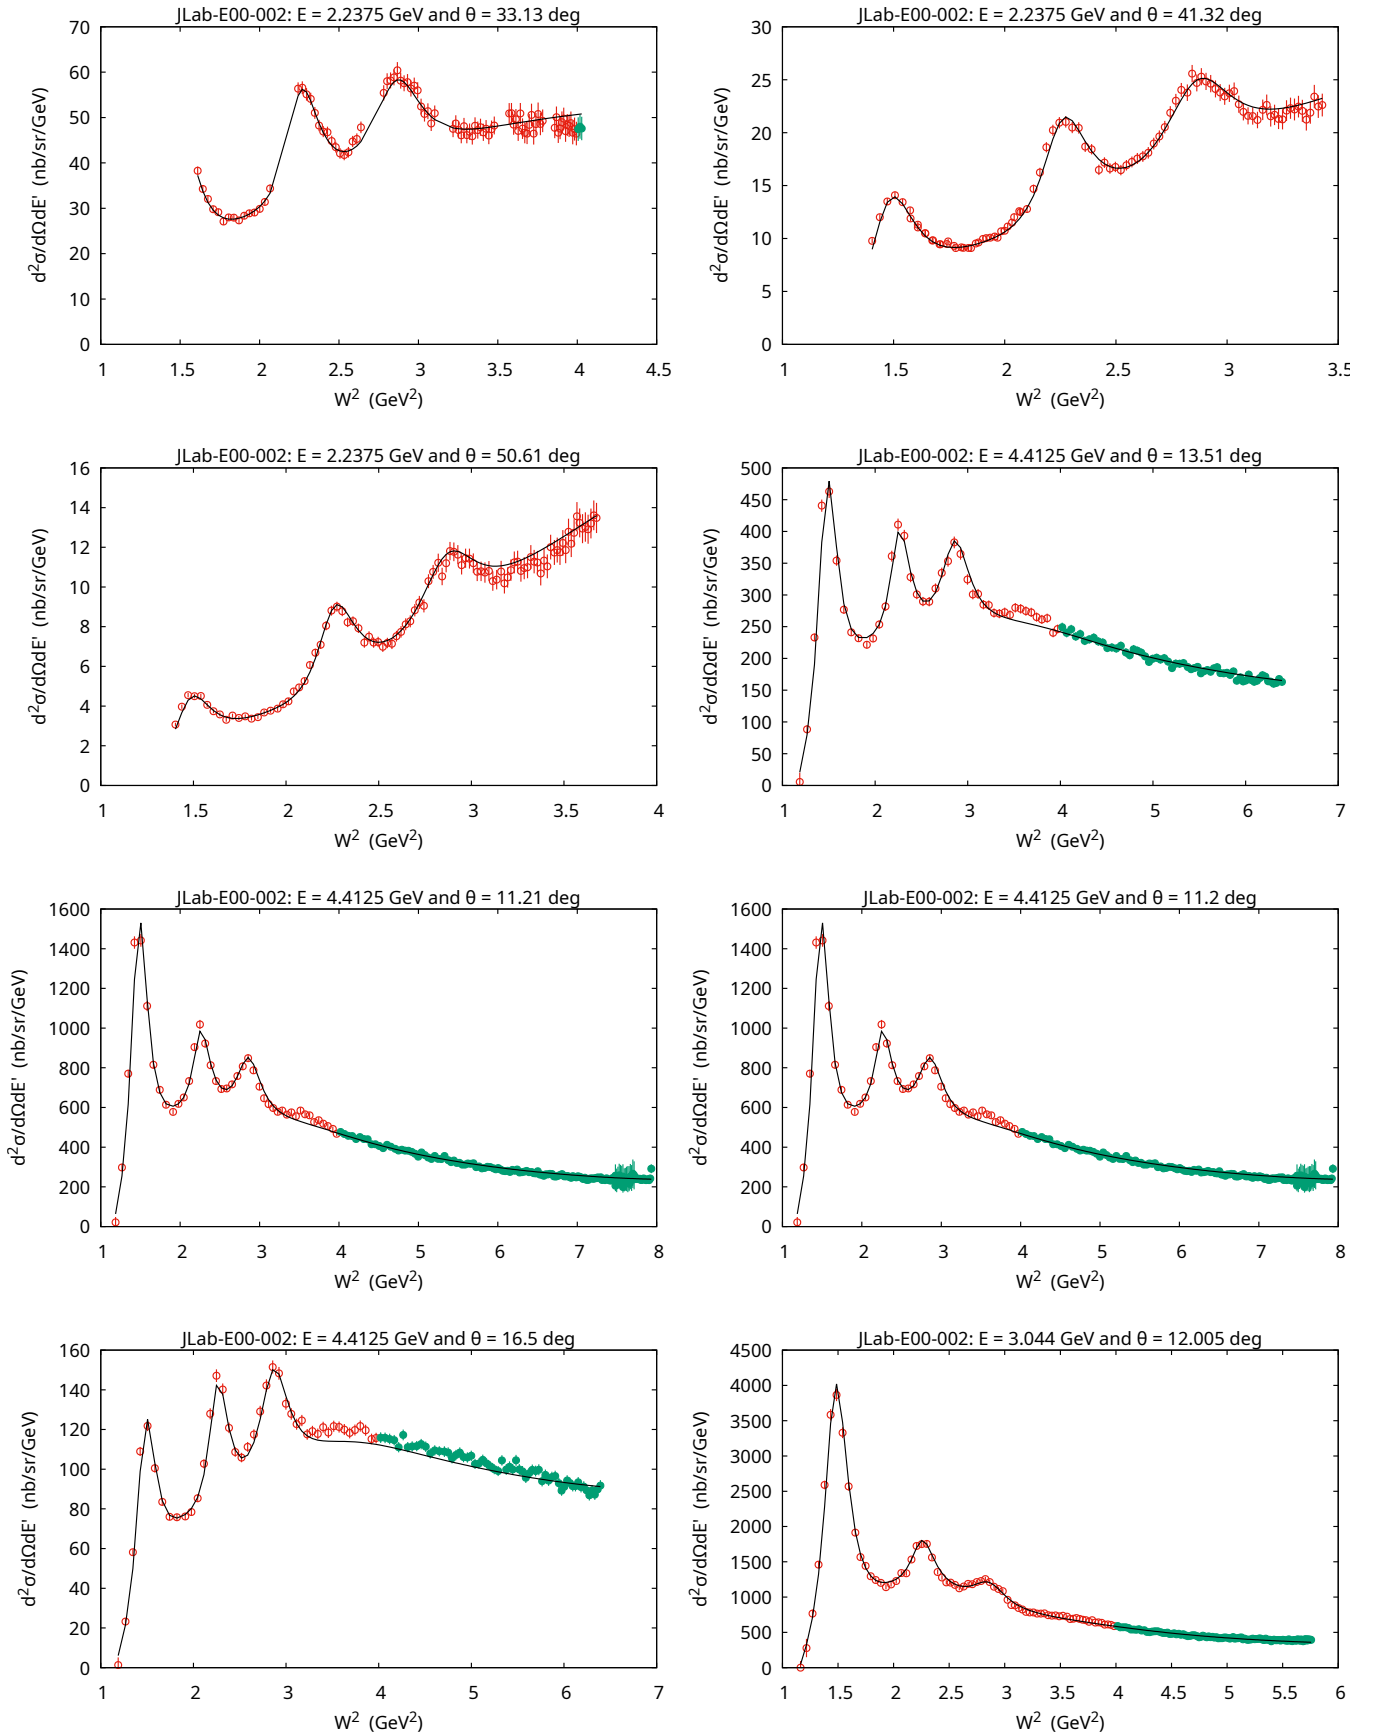 JLab-E00-002: E = 2.2375 GeV and θ = 33.13 deg
d²σ/dΩdE' (nb/sr/GeV)
70
60
50
40
30
20
10
0
1 1.5 2 2.5 3 3.5 4 4.5
W² (GeV²)
JLab-E00-002: E = 2.2375 GeV and θ = 41.32 deg
d²σ/dΩdE' (nb/sr/GeV)
30
25
20
15
10
5
0
1 1.5 2 2.5 3 3.5
W² (GeV²)
JLab-E00-002: E = 2.2375 GeV and θ = 50.61 deg
d²σ/dΩdE' (nb/sr/GeV)
16
14
12
10
8
6
4
2
0
1 1.5 2 2.5 3 3.5 4
W² (GeV²)
JLab-E00-002: E = 4.4125 GeV and θ = 13.51 deg
d²σ/dΩdE' (nb/sr/GeV)
500
450
400
350
300
250
200
150
100
50
0
1 2 3 4 5 6 7
W² (GeV²)
JLab-E00-002: E = 4.4125 GeV and θ = 11.21 deg
d²σ/dΩdE' (nb/sr/GeV)
1600
1400
1200
1000
800
600
400
200
0
1 2 3 4 5 6 7 8
W² (GeV²)
JLab-E00-002: E = 4.4125 GeV and θ = 11.2 deg
d²σ/dΩdE' (nb/sr/GeV)
1600
1400
1200
1000
800
600
400
200
0
1 2 3 4 5 6 7 8
W² (GeV²)
JLab-E00-002: E = 4.4125 GeV and θ = 16.5 deg
d²σ/dΩdE' (nb/sr/GeV)
160
140
120
100
80
60
40
20
0
1 2 3 4 5 6 7
W² (GeV²)
JLab-E00-002: E = 3.044 GeV and θ = 12.005 deg
d²σ/dΩdE' (nb/sr/GeV)
4500
4000
3500
3000
2500
2000
1500
1000
500
0
1 1.5 2 2.5 3 3.5 4 4.5 5 5.5 6
W² (GeV²)